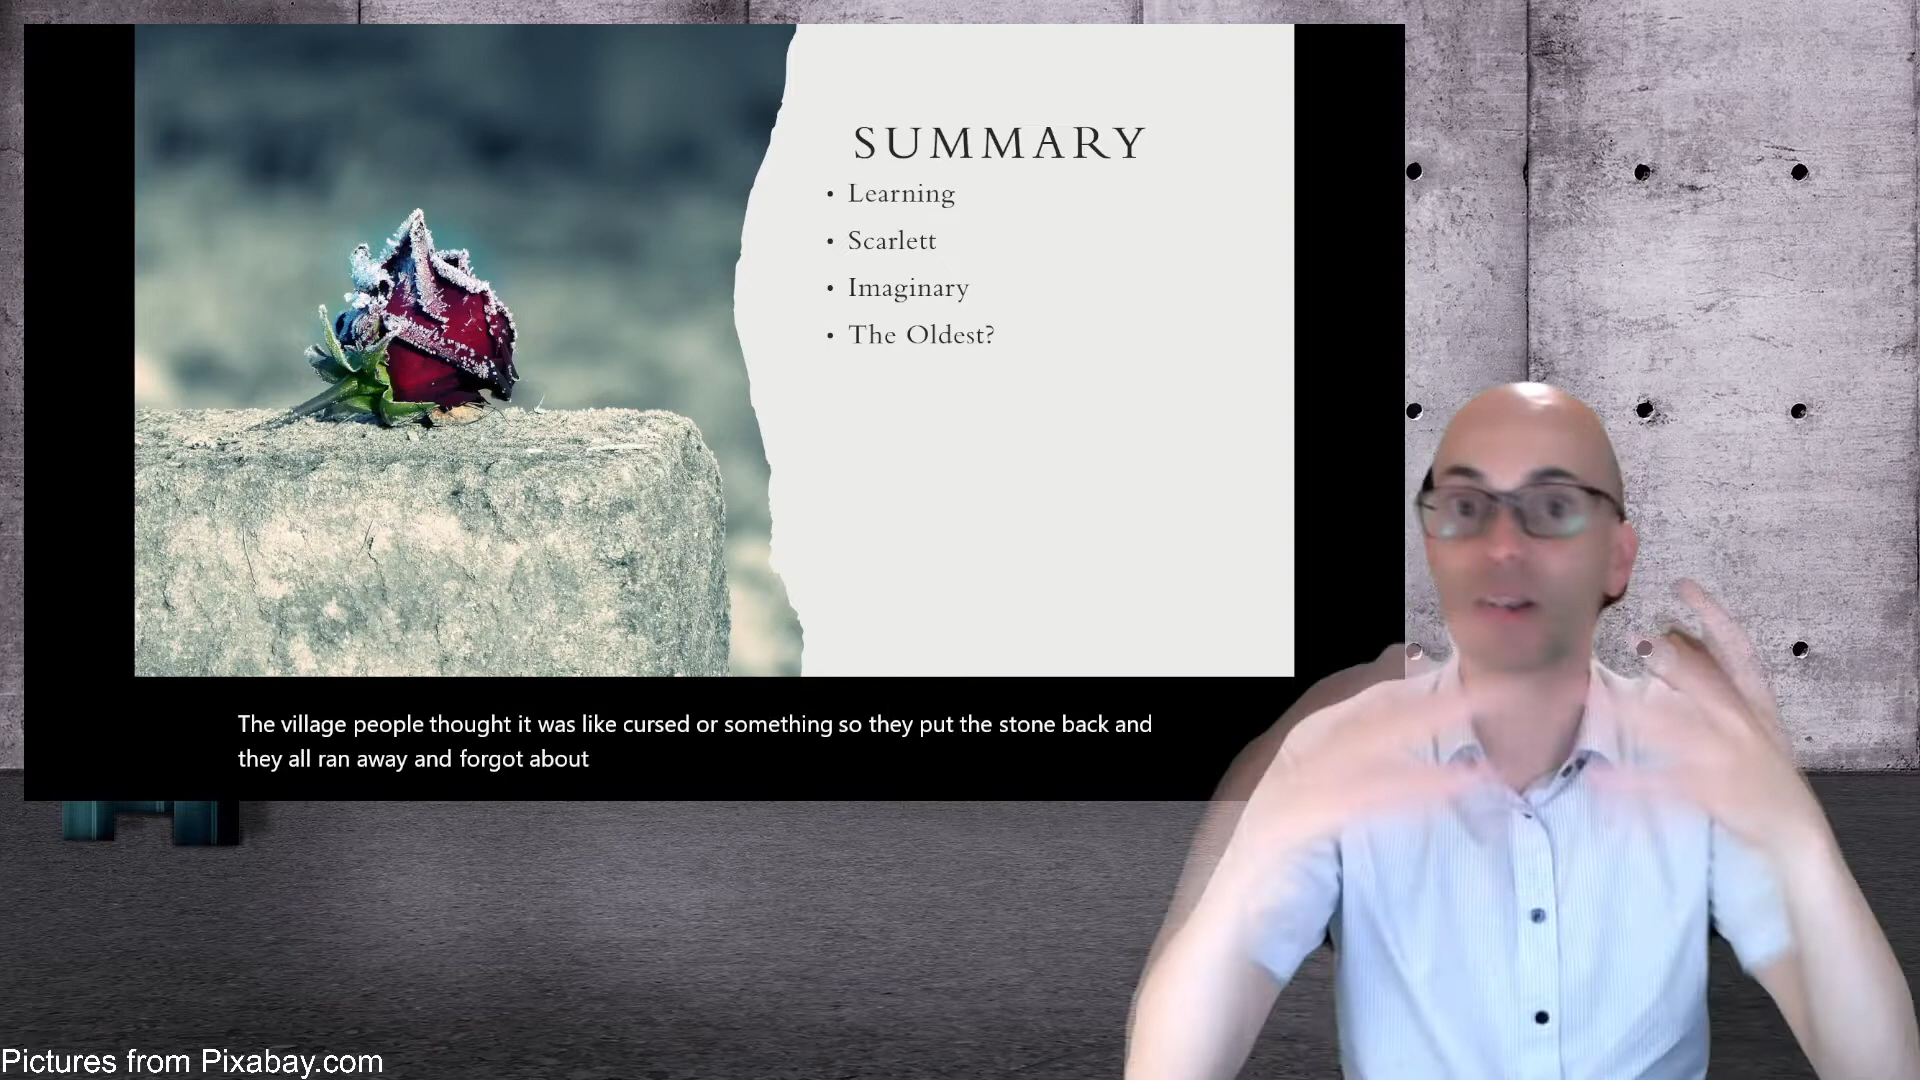 SUMMARY
• Learning
• Scarlett
• Imaginary
• The Oldest?
The village people thought it was like cursed or something so they put the stone back and
they all ran away and forgot about
Pictures from Pixabay.com